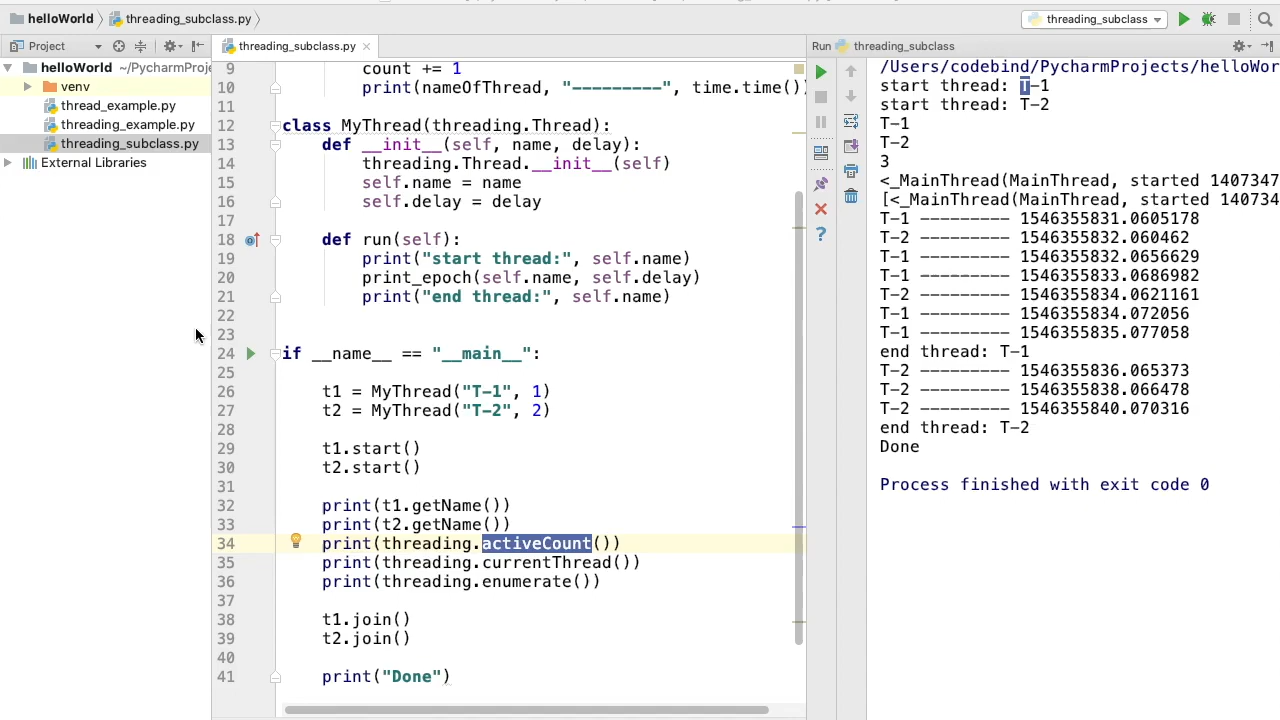 helloWorld threading_subclass.py threading_subclass
Project threading_subclass.py Run threading_subclass
helloWorld ~/PycharmProje
venv
thread_example.py
threading_example.py
threading_subclass.py
External Libraries
9 count += 1
10 print(nameOfThread, "---------", time.time())
11
12 class MyThread(threading.Thread):
13 def __init__(self, name, delay):
14 threading.Thread.__init__(self)
15 self.name = name
16 self.delay = delay
17
18 def run(self):
19 print("start thread:", self.name)
20 print_epoch(self.name, self.delay)
21 print("end thread:", self.name)
22
23
24 if __name__ == "__main__":
25
26 t1 = MyThread("T-1", 1)
27 t2 = MyThread("T-2", 2)
28
29 t1.start()
30 t2.start()
31
32 print(t1.getName())
33 print(t2.getName())
34 print(threading.activeCount())
35 print(threading.currentThread())
36 print(threading.enumerate())
37
38 t1.join()
39 t2.join()
40
41 print("Done")
/Users/codebind/PycharmProjects/helloWor
start thread: T-1
start thread: T-2
T-1
T-2
3
<_MainThread(MainThread, started 1407347
[<_MainThread(MainThread, started 140734
T-1 --------- 1546355831.0605178
T-2 --------- 1546355832.060462
T-1 --------- 1546355832.0656629
T-1 --------- 1546355833.0686982
T-2 --------- 1546355834.0621161
T-1 --------- 1546355834.072056
T-1 --------- 1546355835.077058
end thread: T-1
T-2 --------- 1546355836.065373
T-2 --------- 1546355838.066478
T-2 --------- 1546355840.070316
end thread: T-2
Done
Process finished with exit code 0